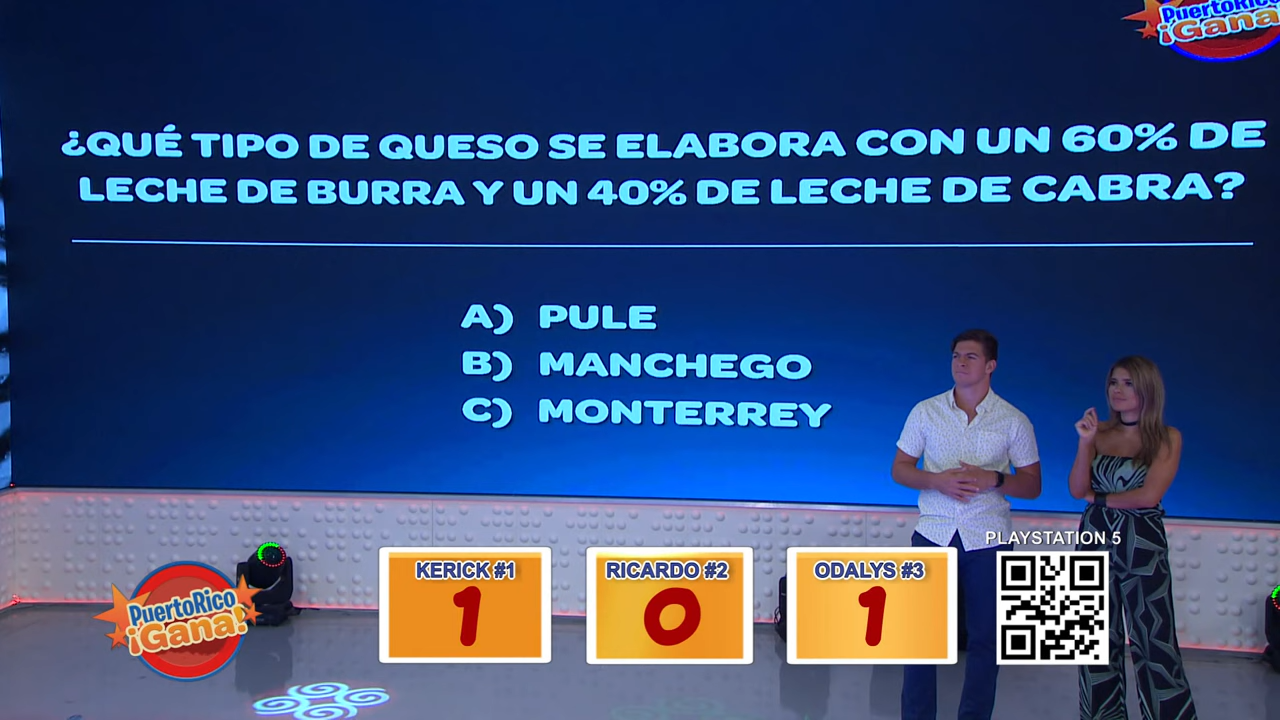 PuertoRico
¡Gana!
¿QUÉ TIPO DE QUESO SE ELABORA CON UN 60% DE
LECHE DE BURRA Y UN 40% DE LECHE DE CABRA?
A) PULE
B) MANCHEGO
C) MONTERREY
PLAYSTATION 5
KERICK #1
1
RICARDO #2
0
ODALYS #3
1
PuertoRico
¡Gana!